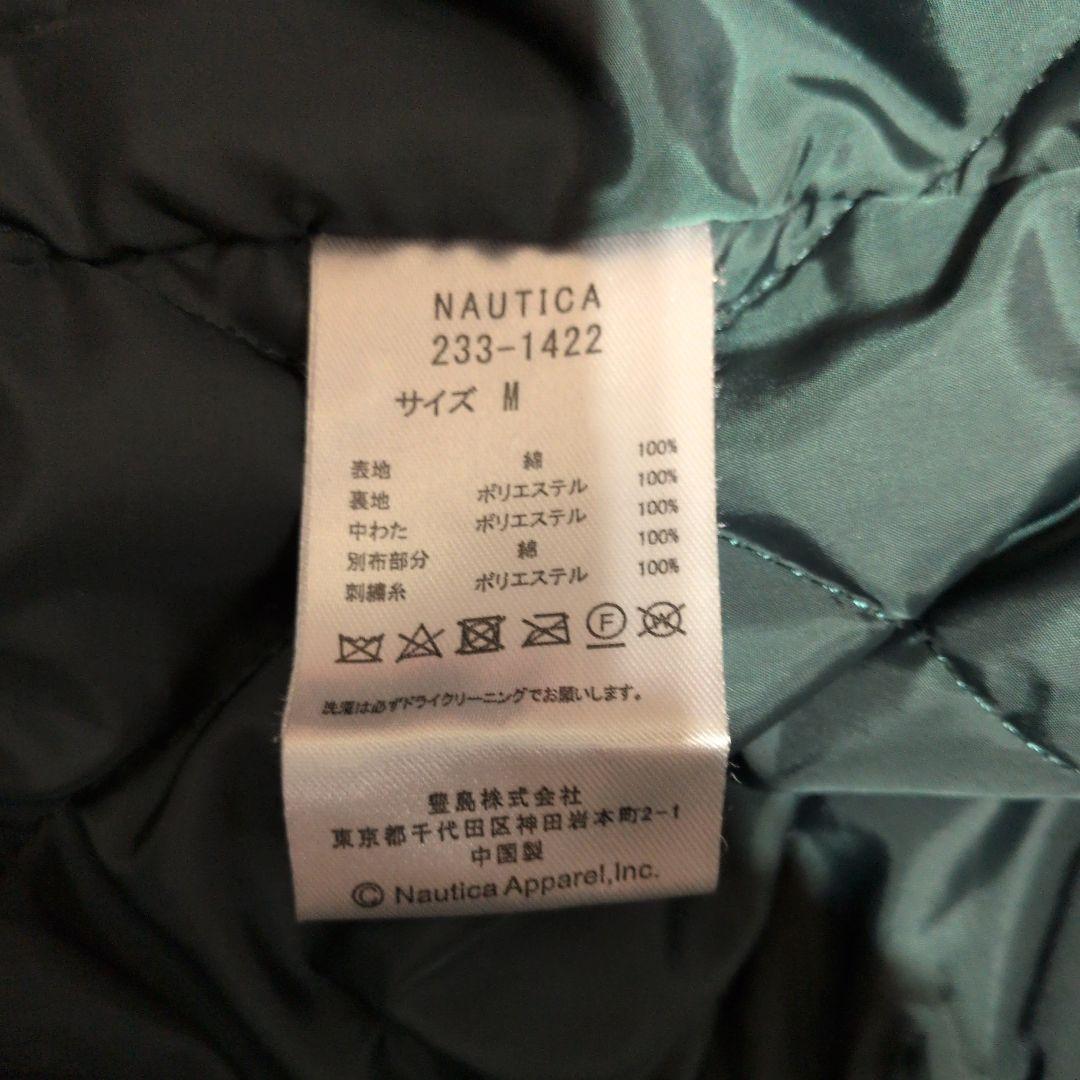 NAUTICA
233-1422
サイズ M
表地 綿 100%
裏地 ポリエステル 100%
中わた ポリエステル 100%
別布部分 綿 100%
刺繍糸 ポリエステル 100%
F W
洗濯は必ずドライクリーニングでお願いします。
豊島株式会社
東京都千代田区神田岩本町2-1
中国製
© Nautica Apparel,Inc.